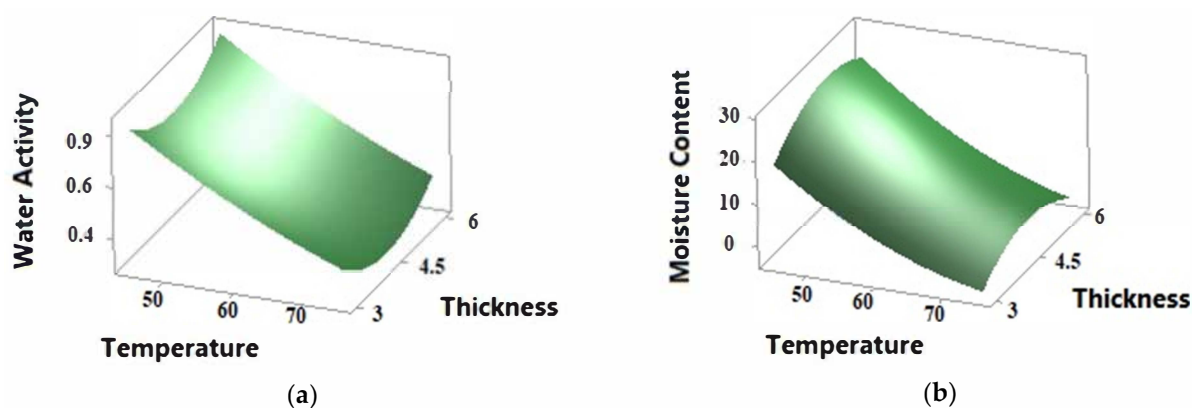 Water Activity
0.9
0.6
0.4
50
60
70
3
4.5
6
Temperature
Thickness
(a)
Moisture Content
30
20
10
0
50
60
70
3
4.5
6
Temperature
Thickness
(b)